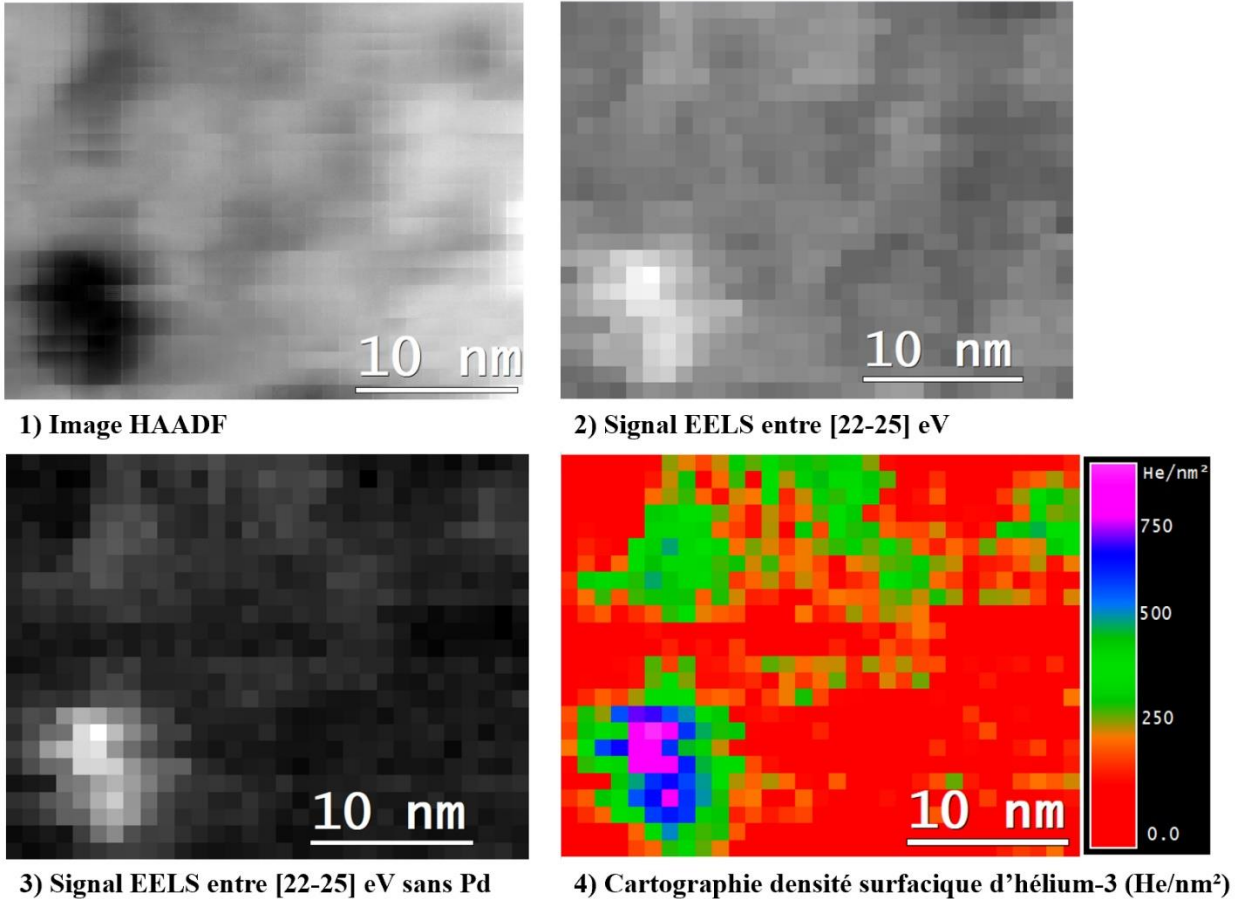 10 nm
10 nm
1) Image HAADF
2) Signal EELS entre [22-25] eV
He/nm²
750
500
250
0.0
10 nm
10 nm
3) Signal EELS entre [22-25] eV sans Pd
4) Cartographie densité surfacique d’hélium-3 (He/nm²)